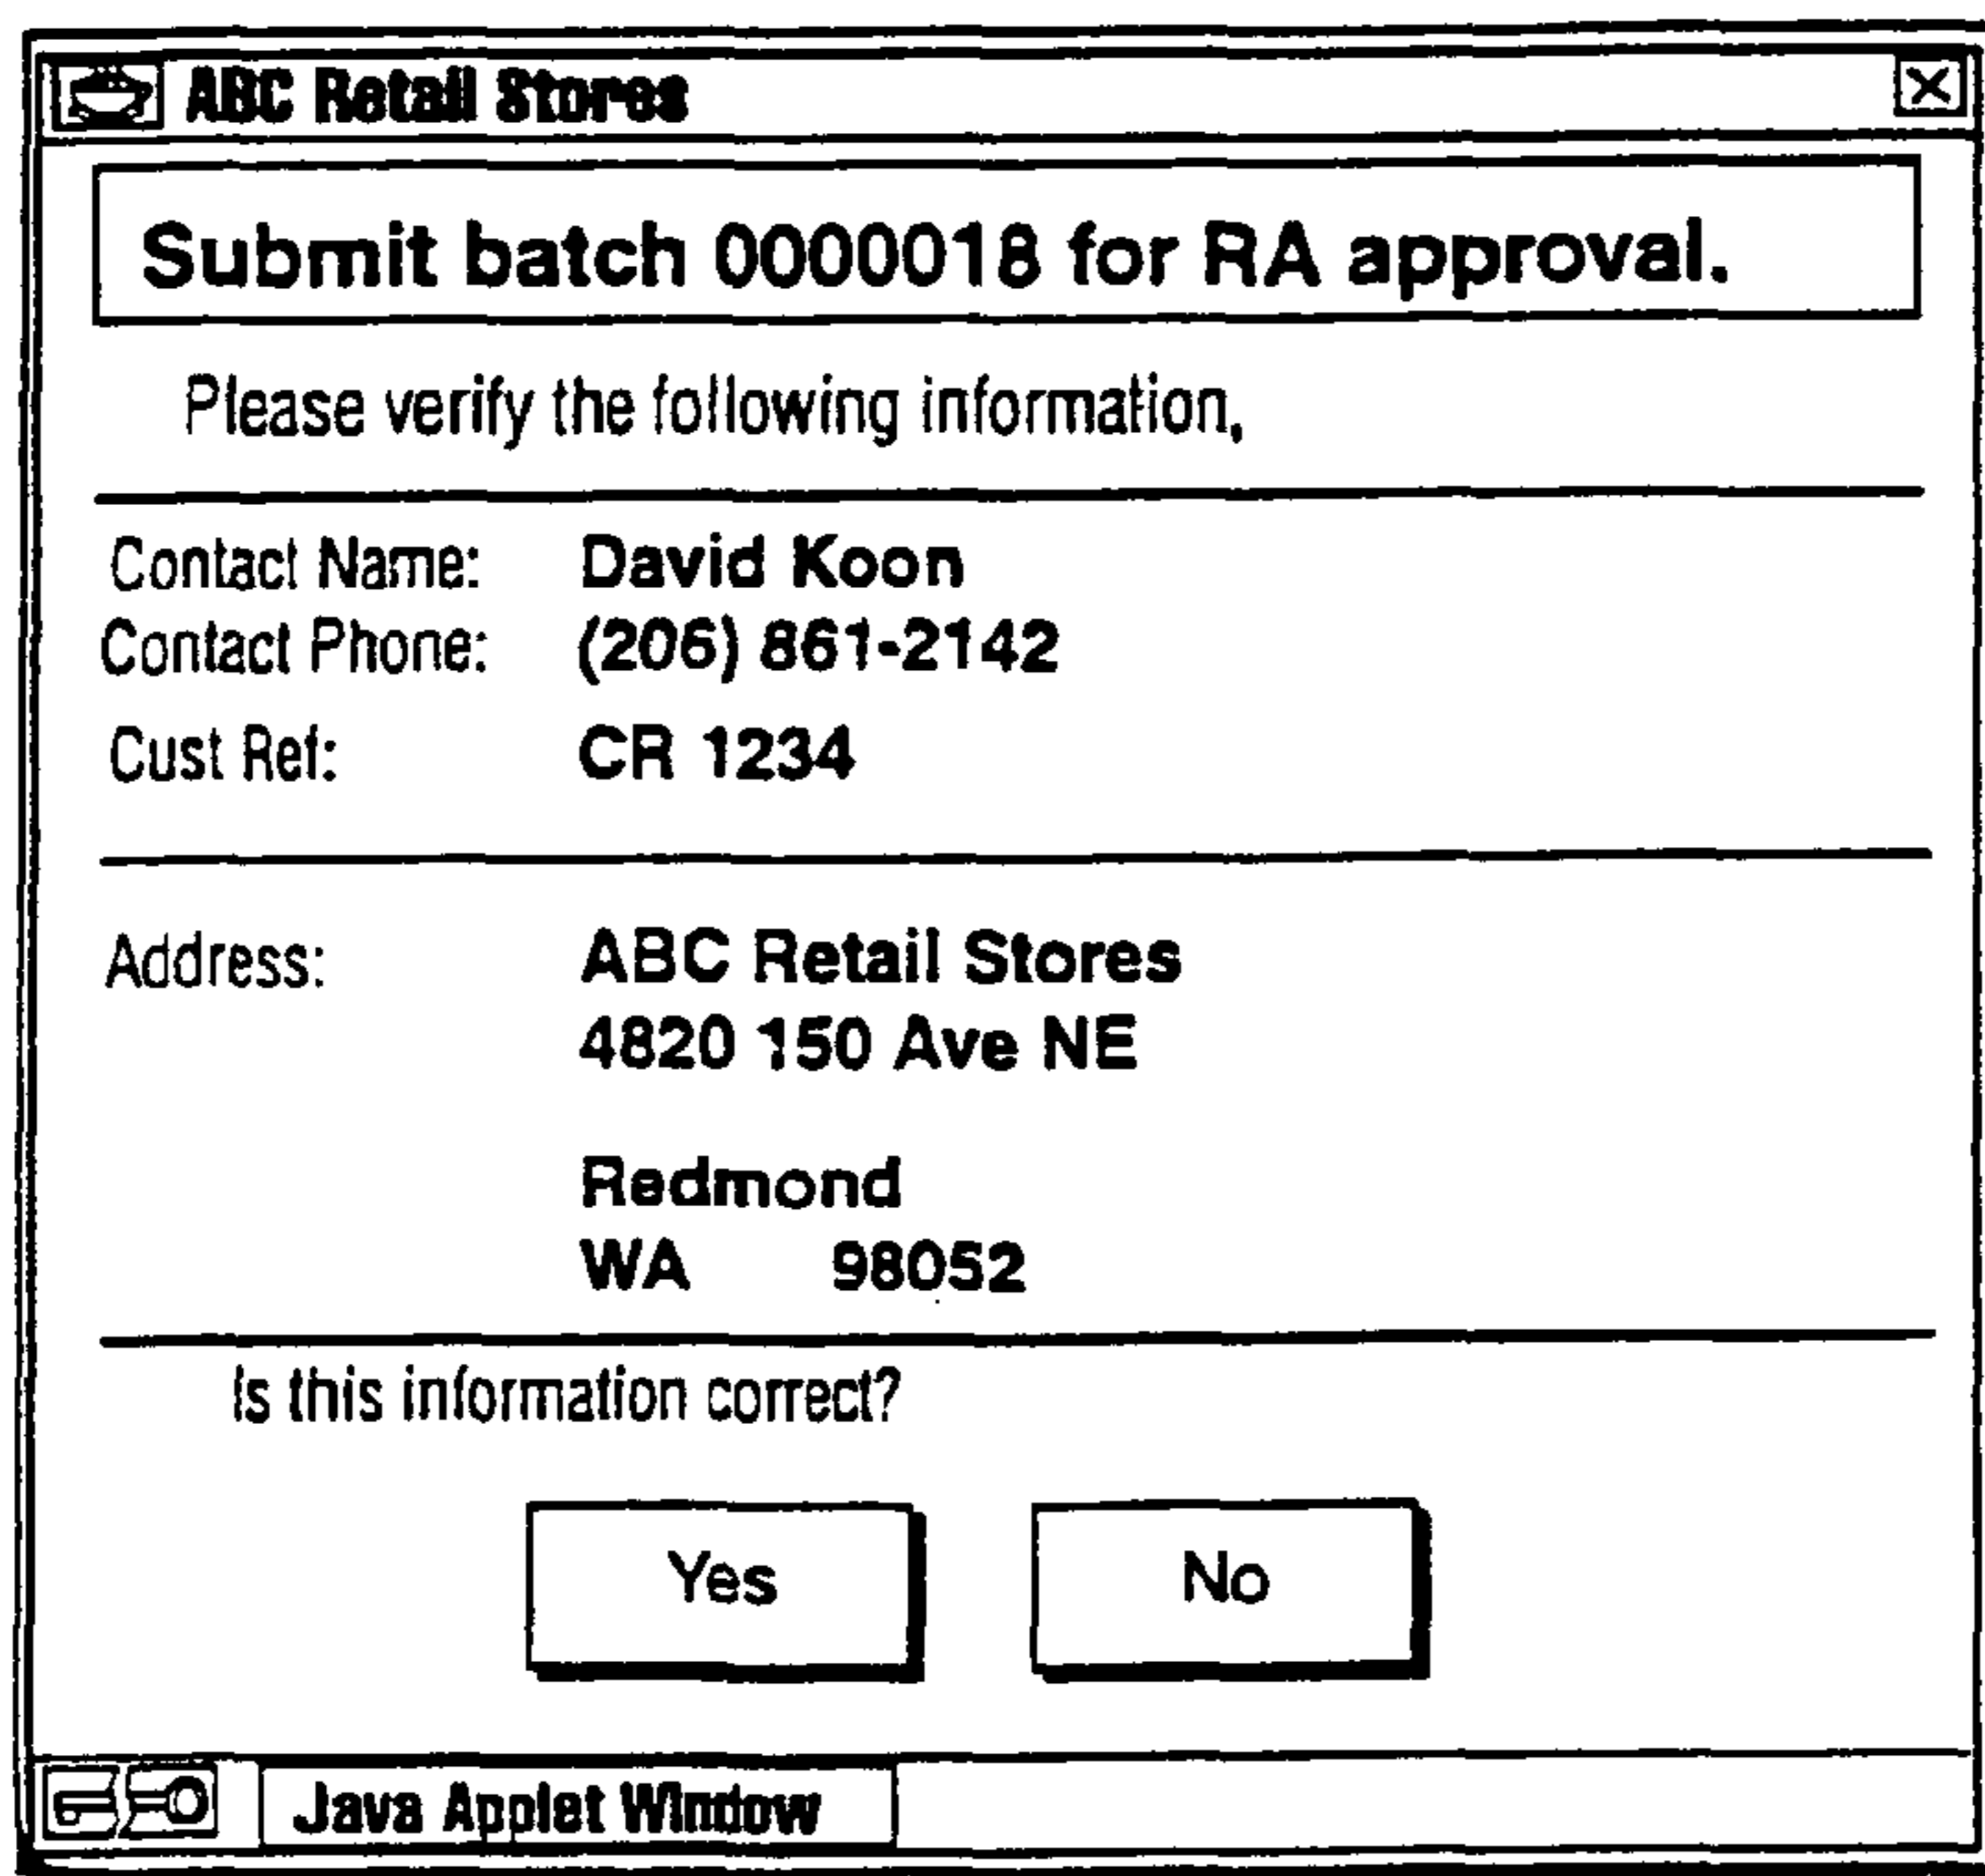 ABC Retail Stores
Submit batch 0000018 for RA approval.
Please verify the following information,
Contact Name: David Koon
Contact Phone: (206) 861-2142
Cust Ref: CR 1234
Address: ABC Retail Stores
4820 150 Ave NE
Redmond
WA 98052
Is this information correct?
Yes No
Java Applet Window